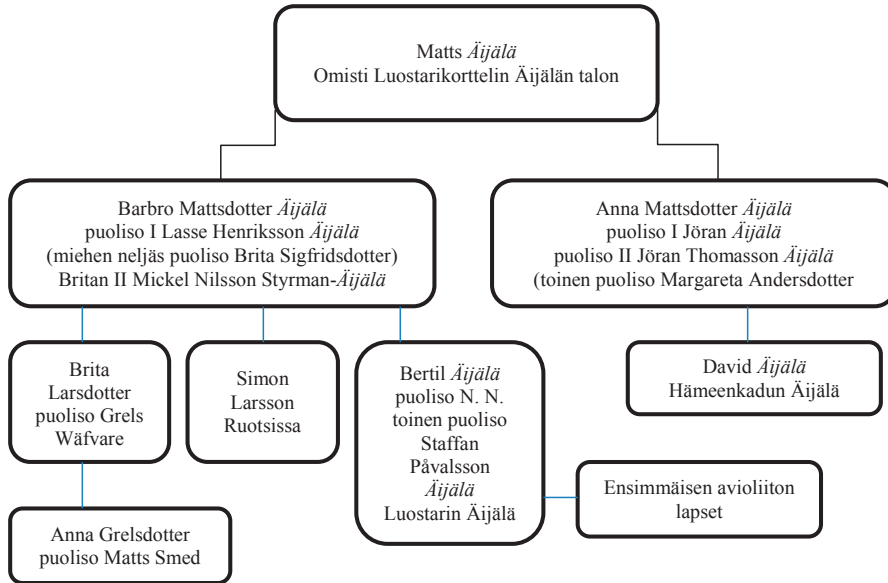 Matts Äijälä
Omisti Luostarikorttelin Äijälän talon
Barbro Mattsdotter Äijälä
puoliso I Lasse Henriksson Äijälä
(miehen neljäs puoliso Brita Sigfridsdotter)
Britan II Mickel Nilsson Styrman-Äijälä
Anna Mattsdotter Äijälä
puoliso I Jöran Äijälä
puoliso II Jöran Thomasson Äijälä
(toinen puoliso Margareta Andersdotter
Brita
Larsdotter
puoliso Grels
Wäfvare
Simon
Larsson
Ruotsissa
Bertil Äijälä
puoliso N. N.
toinen puoliso
Staffan
Påvalsson
Äijälä
Luostarin Äijälä
David Äijälä
Hämeenkadun Äijälä
Anna Grelsdotter
puoliso Matts Smed
Ensimmäisen avioliiton
lapset